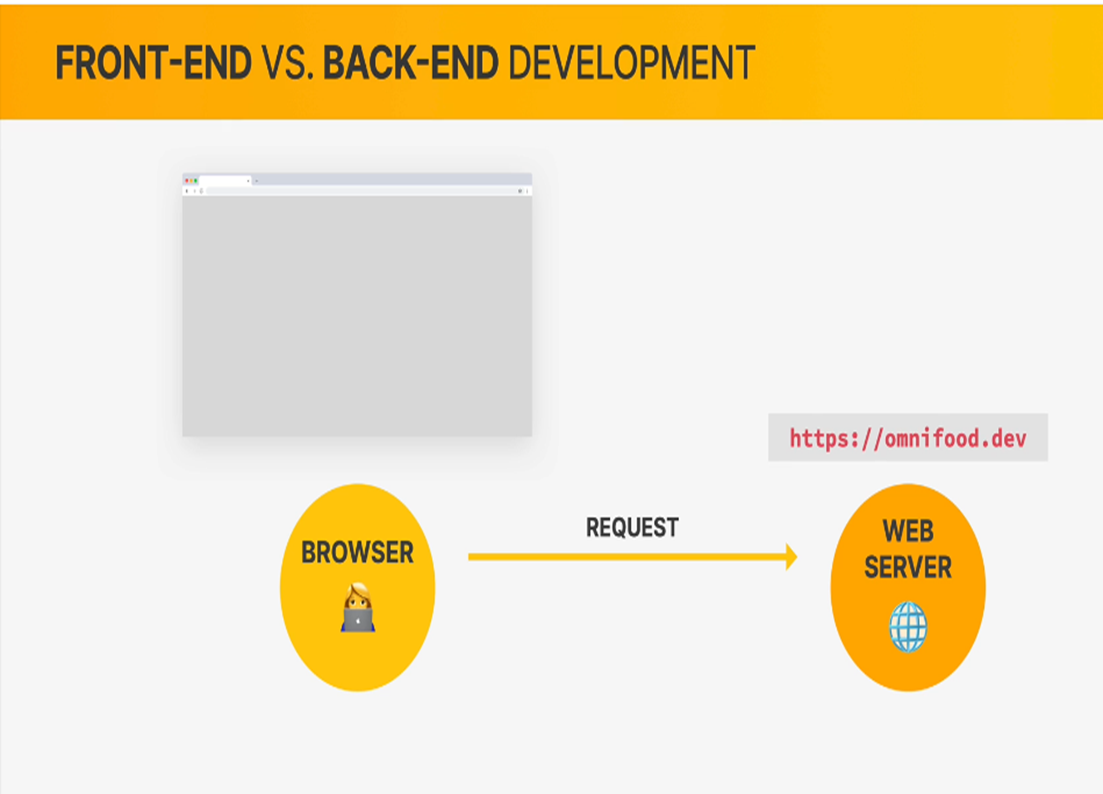 FRONT-END VS. BACK-END DEVELOPMENT
https://omnifood.dev
BROWSER
REQUEST
WEB
SERVER